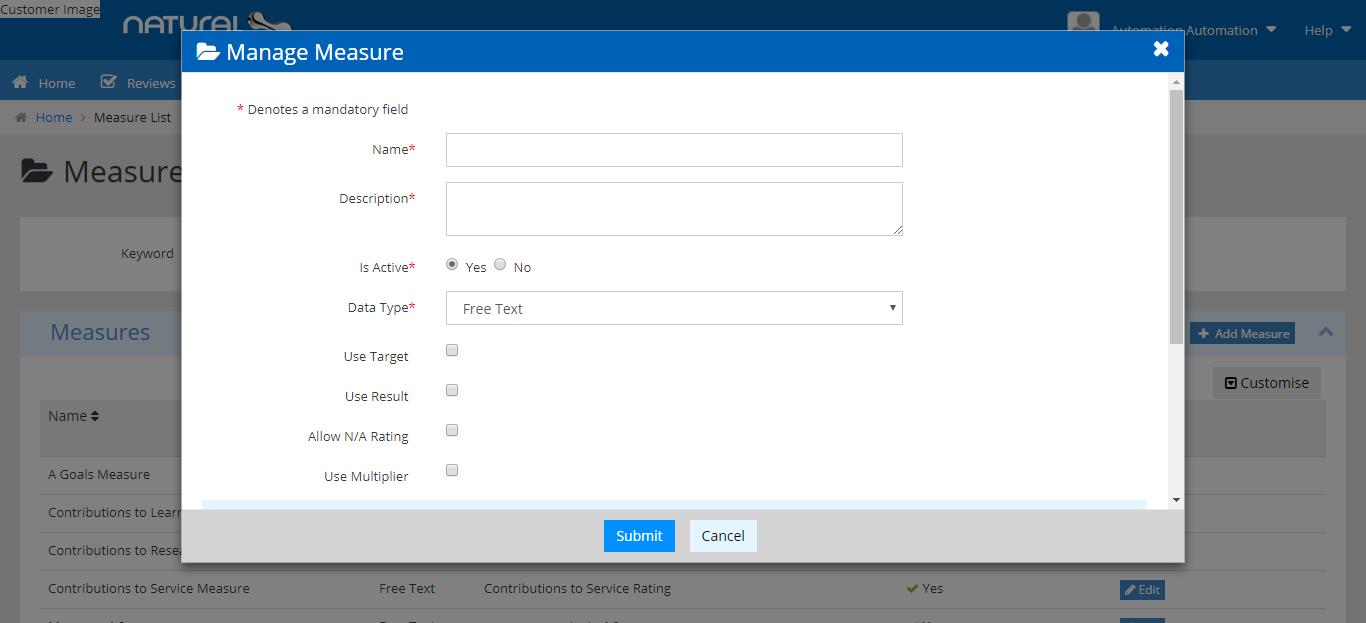 Customer Image
NATURAL
Automation Automation
Help
Home
Reviews
Home > Measure List
Measure
Keyword
Measures
Add Measure
Customise
Name
A Goals Measure
Contributions to Learn
Contributions to Resea
Contributions to Service Measure Free Text Contributions to Service Rating Yes Edit
Manage Measure
* Denotes a mandatory field
Name*
Description*
Is Active* Yes No
Data Type* Free Text
Use Target
Use Result
Allow N/A Rating
Use Multiplier
Submit Cancel